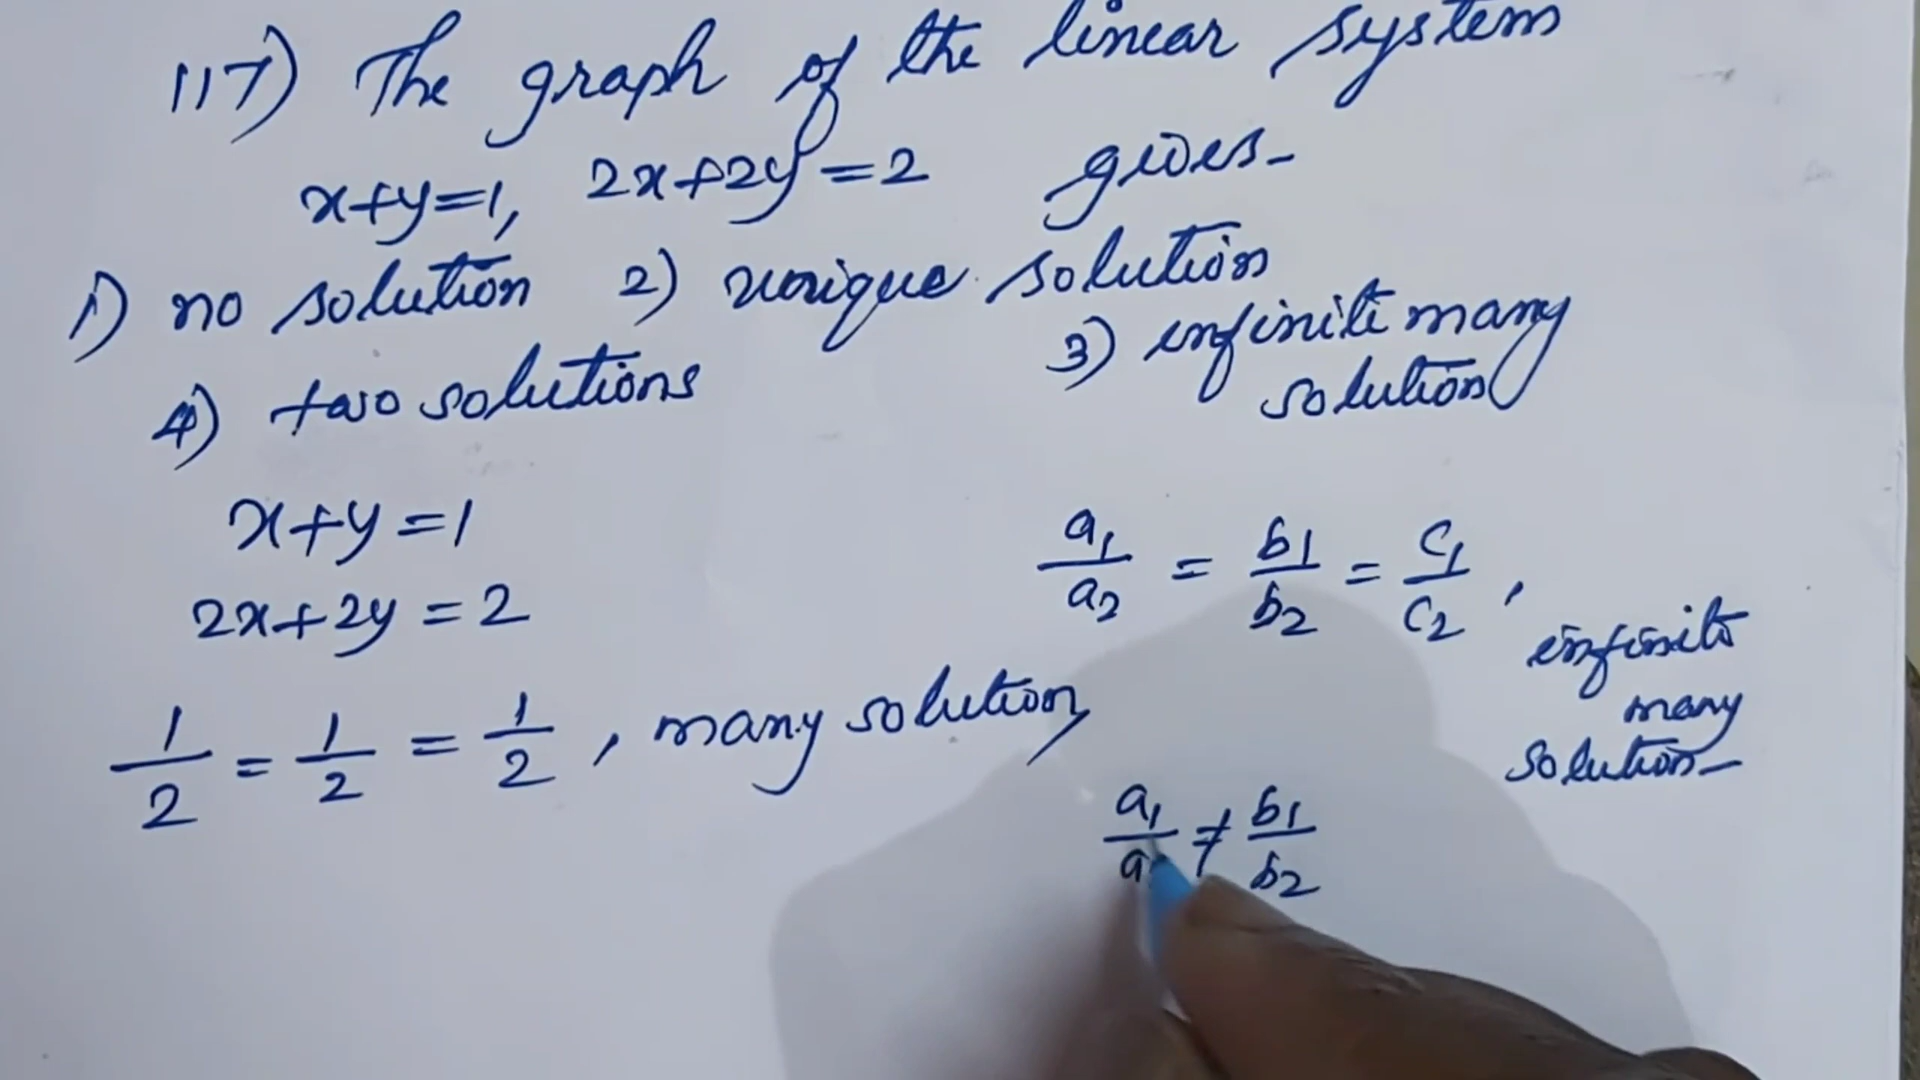 117) The graph of the linear system
x+y=1, 2x+2y=2 gives-
1) no solution 2) unique solution
3) infinite many
solution
4) two solutions
x+y=1
2x+2y=2
1/2 = 1/2 = 1/2, many solution
a1/a2 = b1/b2 = C1/C2,
infinite
many
solution-
a1/a ≠ b1/b2